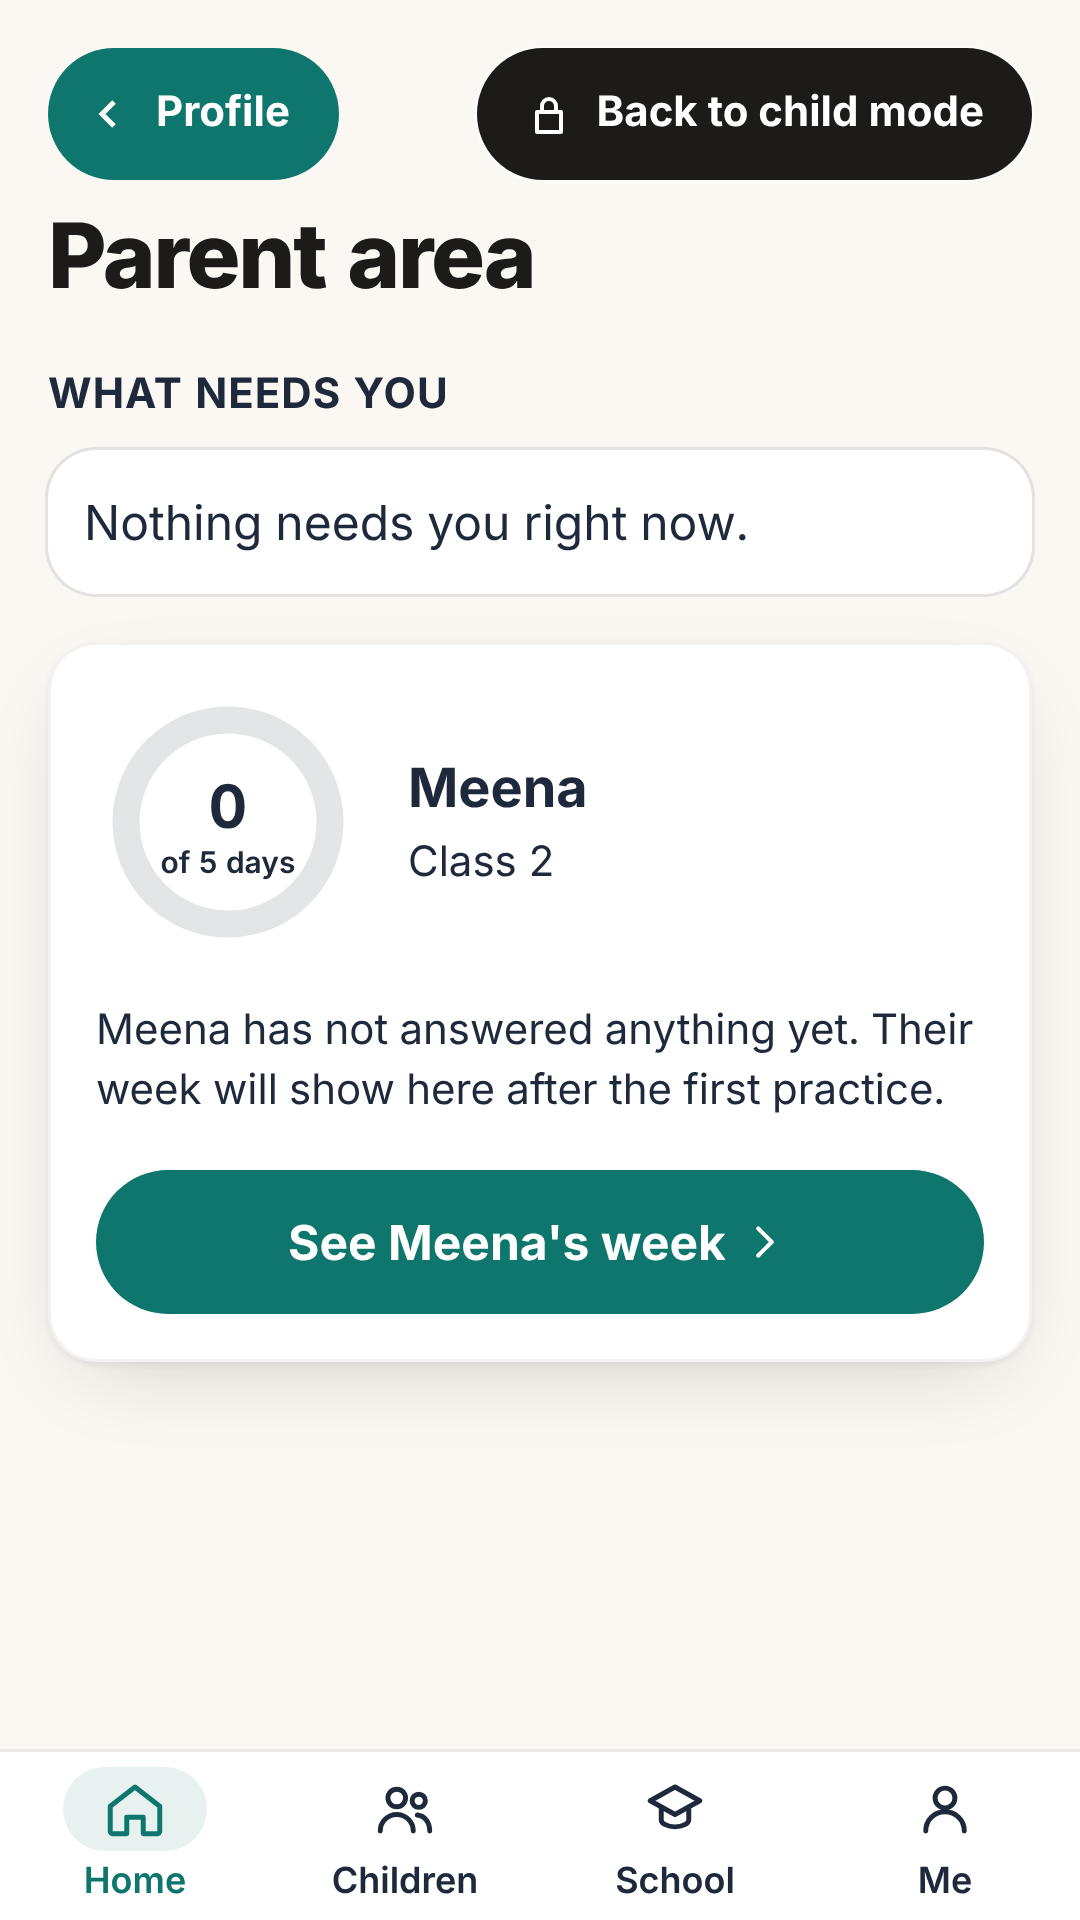 Profile
Back to child mode
Parent area
WHAT NEEDS YOU
Nothing needs you right now.
0
of 5 days
Meena
Class 2
Meena has not answered anything yet. Their
week will show here after the first practice.
See Meena's week
Home
Children
School
Me